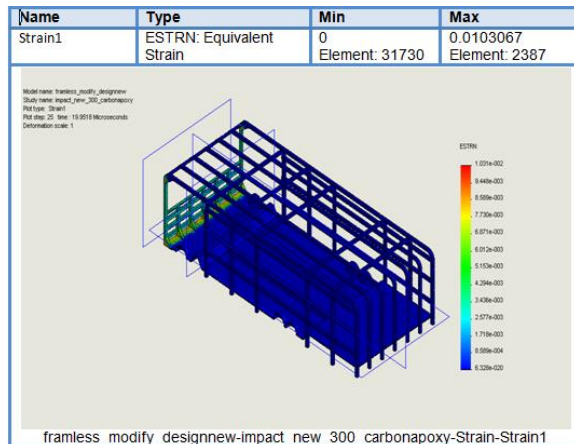 Name Type Min Max
Strain1 ESTRN: Equivalent 0 0.0103067
Strain Element: 31730 Element: 2387
Model name: framless_modify_designnew
Study name: impact_new_300_carbonapoxy
Plot type: Strain1
Plot step: 25 time : 19.9518 Microseconds
Deformation scale: 1
ESTRN
1.031e-002
9.448e-003
8.589e-003
7.730e-003
6.871e-003
6.012e-003
5.153e-003
4.294e-003
3.436e-003
2.577e-003
1.718e-003
8.589e-004
6.328e-020
framless_modify_designnew-impact_new_300_carbonapoxy-Strain-Strain1